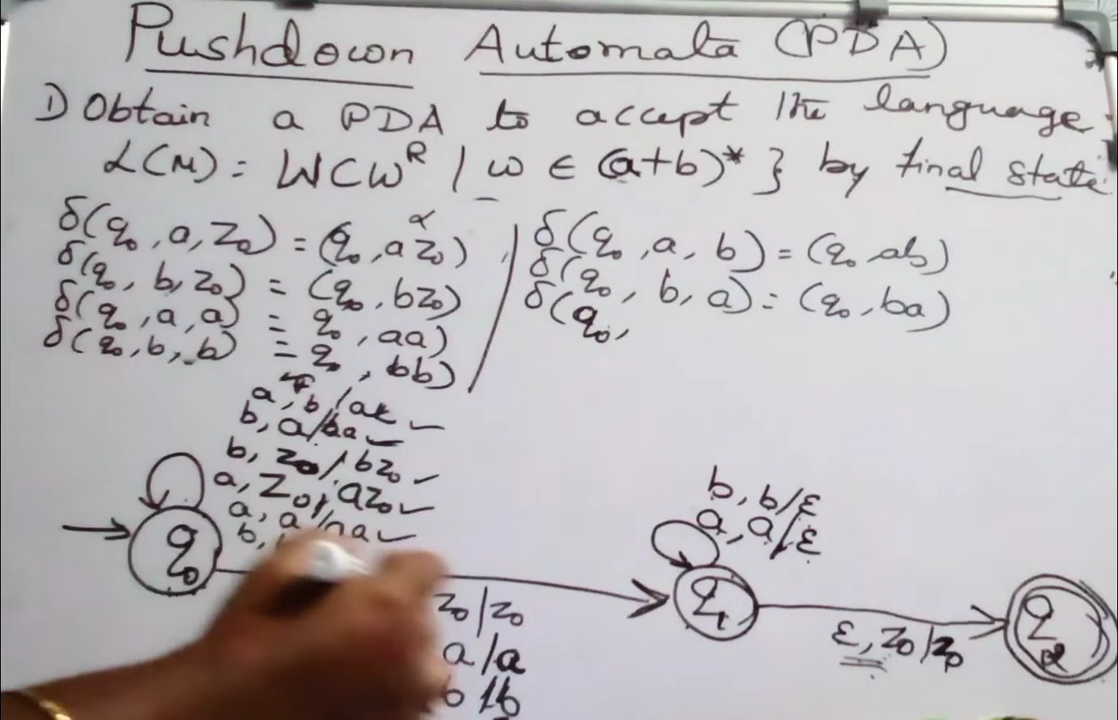 Pushdown Automata (PDA)
1) Obtain a PDA to accept the language
L(M) = WCW^R / w ∈ (a+b)* } by final state
δ(q0, a, z0) = (q0, a z0)
δ(q0, b, z0) = (q0, bz0)
δ(q0, a, a) = q0, aa)
δ(q0, b, b) = q0, bb)
δ(q0, a, b) = (q0 ab)
δ(q0, b, a) = (q0, ba)
δ(q0,
b, a/ba ✓
b, z0/bz0 ✓
a, z0, az0 ✓
a, a/aa ✓
b,
q0
z0/z0
a/a
b/b
b, b/ε
a, a/ε
q1
ε, z0/z0
q2